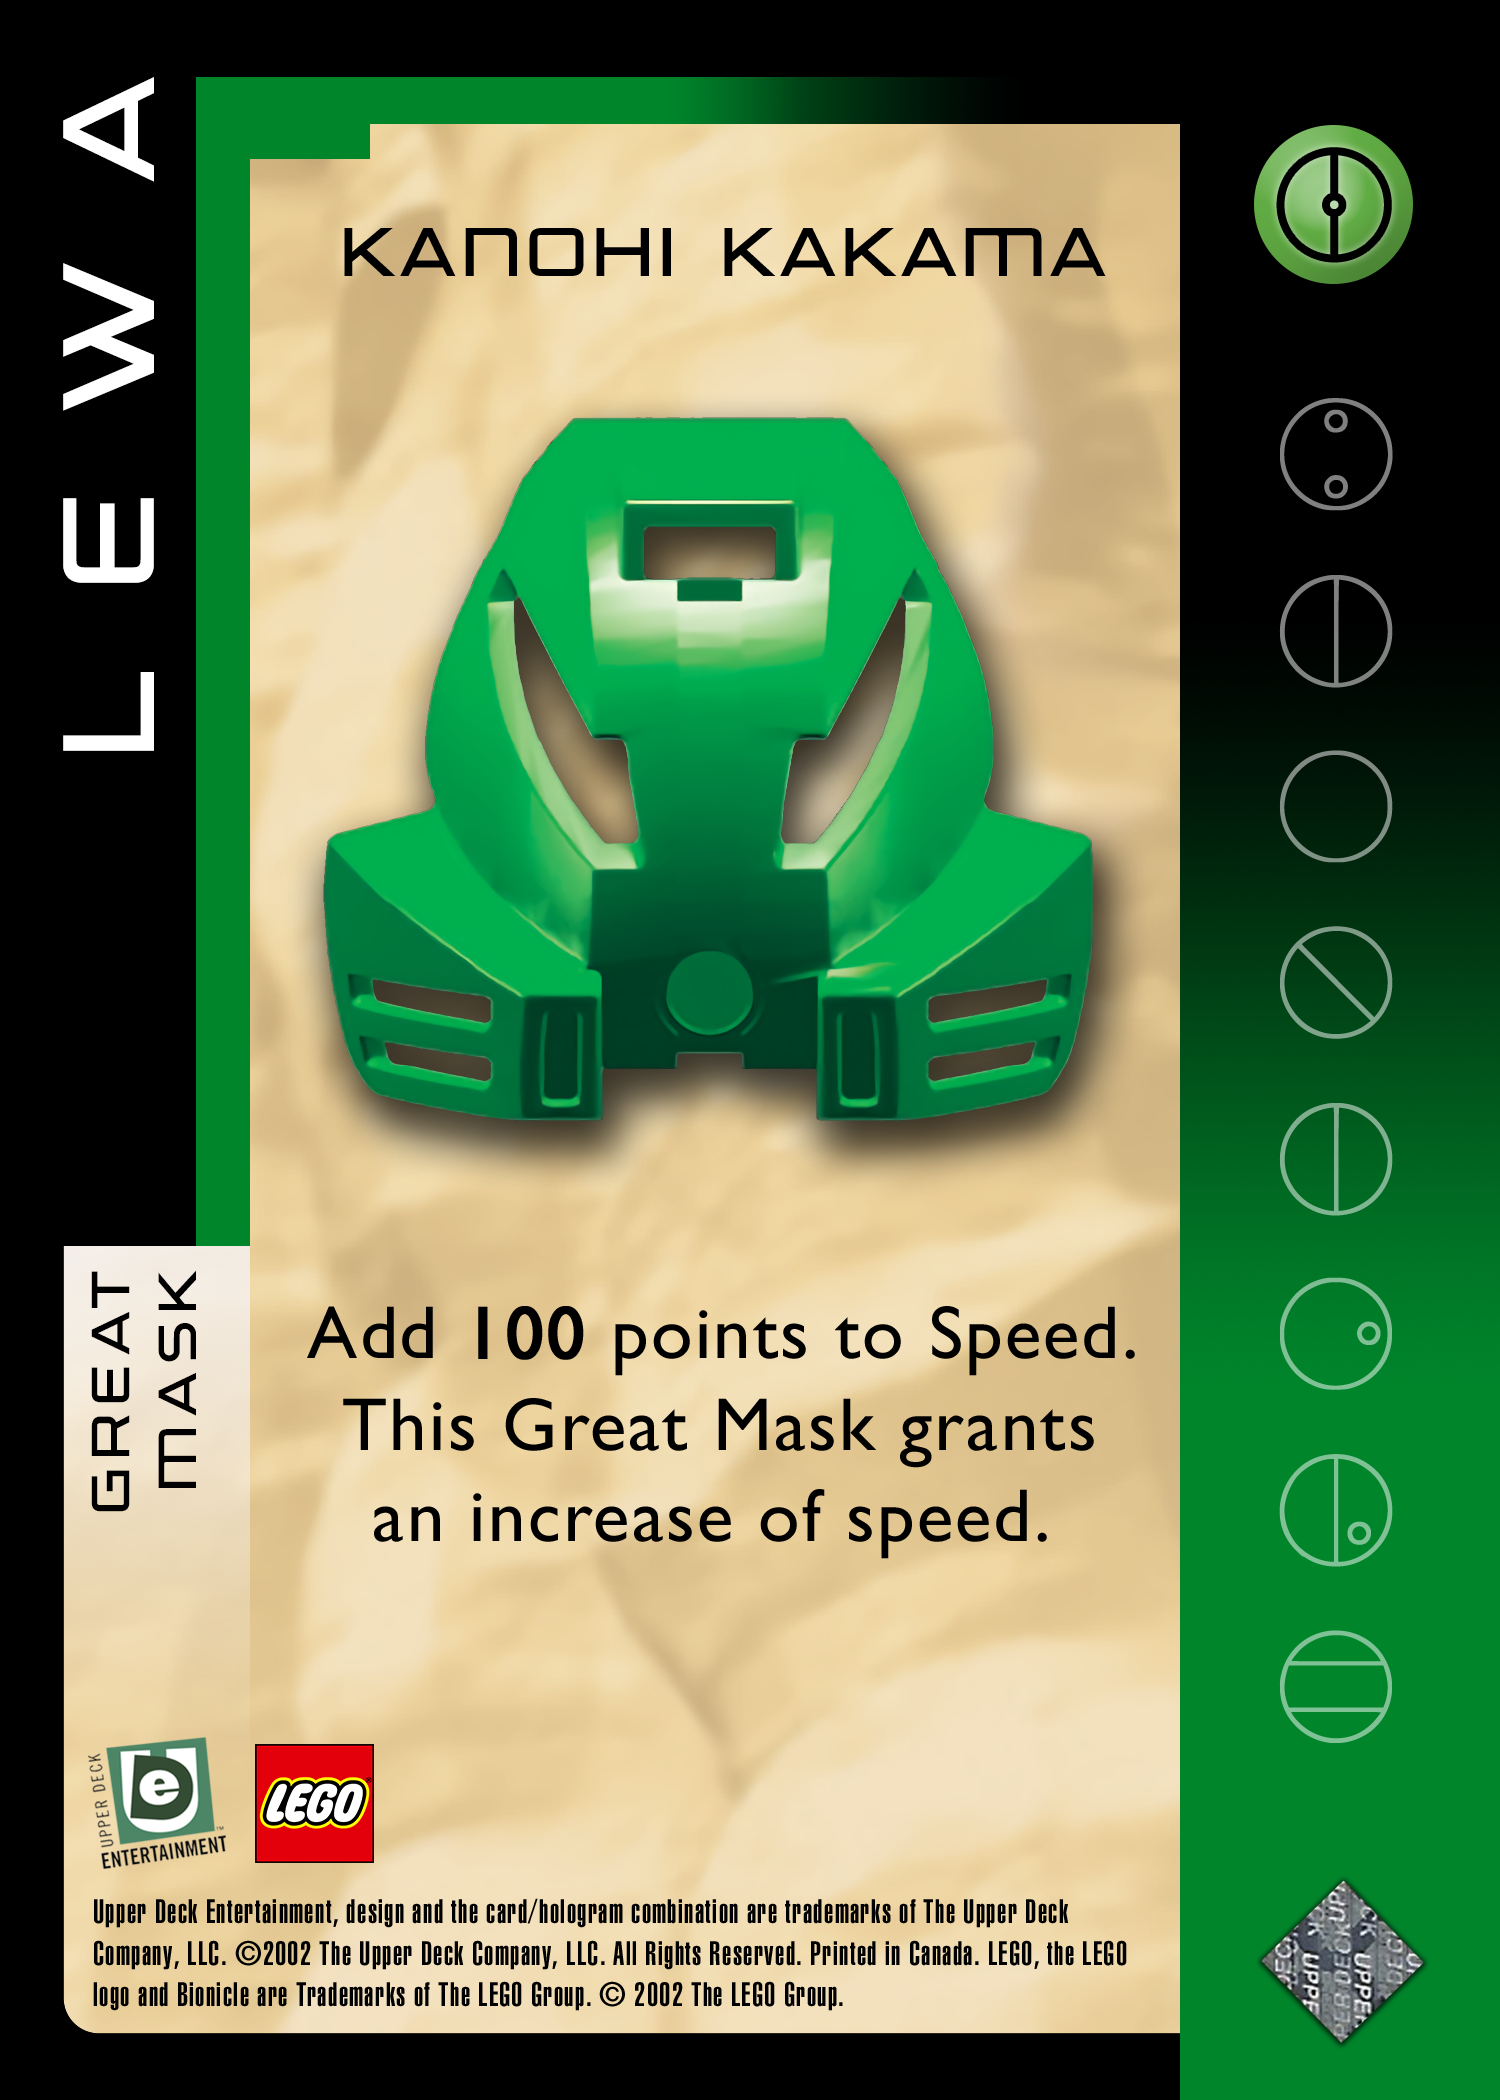 LEWA
KANOHI KAKAMA
Add 100 points to Speed.
This Great Mask grants
an increase of speed.
GREAT
MASK
UPPER DECK
e
ENTERTAINMENT
™
LEGO
Upper Deck Entertainment, design and the card/hologram combination are trademarks of The Upper Deck
Company, LLC. ©2002 The Upper Deck Company, LLC. All Rights Reserved. Printed in Canada. LEGO, the LEGO
logo and Bionicle are Trademarks of The LEGO Group. © 2002 The LEGO Group.